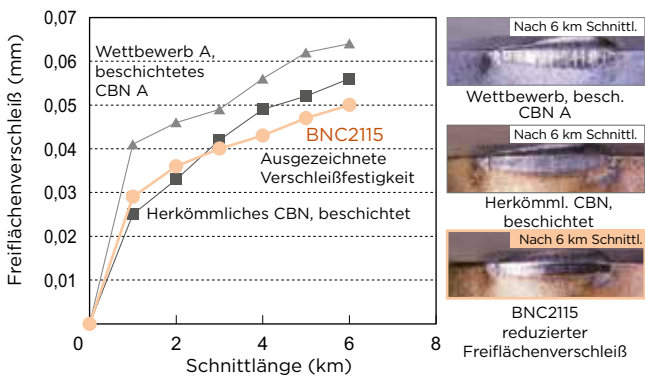 0,07
0,06
0,05
0,04
0,03
0,02
0,01
0
2
4
6
8
Freiflächenverschleiß (mm)
Schnittlänge (km)
Wettbewerb A,
beschichtetes
CBN A
BNC2115
Ausgezeichnete
Verschleißfestigkeit
Herkömmliches CBN, beschichtet
Nach 6 km Schnittl.
Wettbewerb, besch.
CBN A
Nach 6 km Schnittl.
Herkömml. CBN,
beschichtet
Nach 6 km Schnittl.
BNC2115
reduzierter
Freiflächenverschleiß